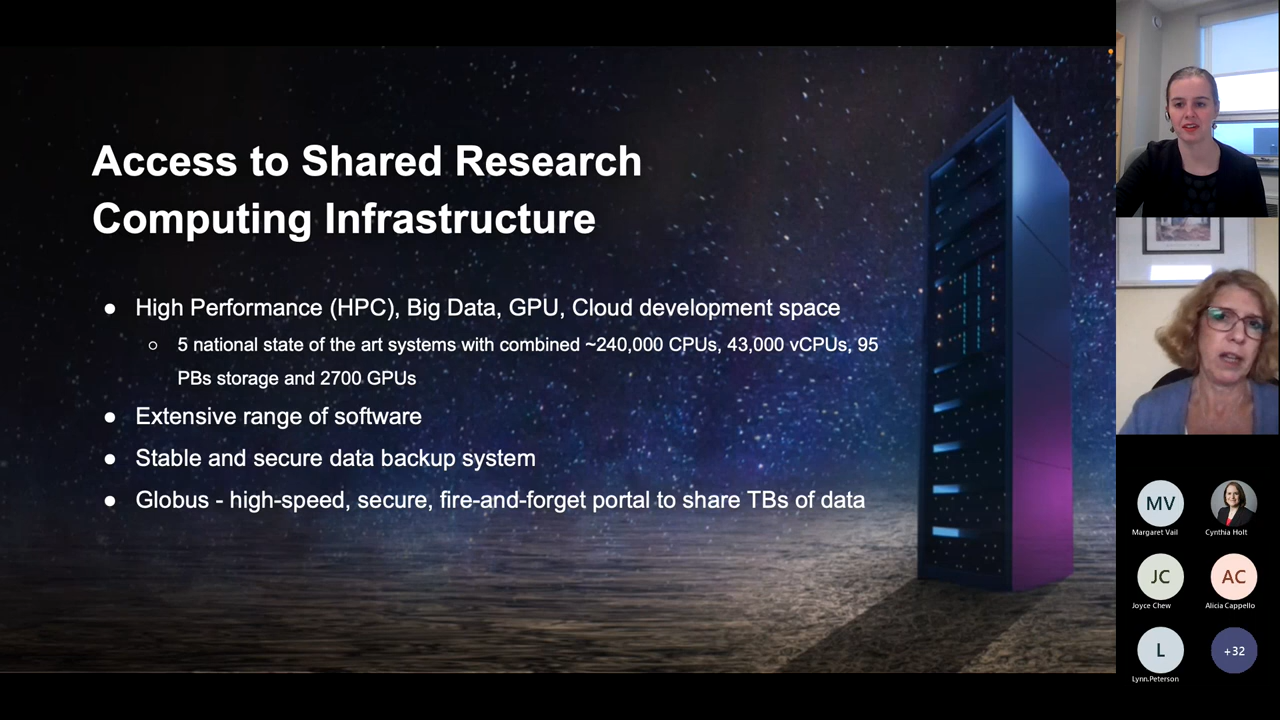 Access to Shared Research
Computing Infrastructure
● High Performance (HPC), Big Data, GPU, Cloud development space
○ 5 national state of the art systems with combined ~240,000 CPUs, 43,000 vCPUs, 95
PBs storage and 2700 GPUs
● Extensive range of software
● Stable and secure data backup system
● Globus - high-speed, secure, fire-and-forget portal to share TBs of data
MV
Margaret Vail
Cynthia Holt
JC
Joyce Chew
AC
Alicia Cappello
L
Lynn.Peterson
+32